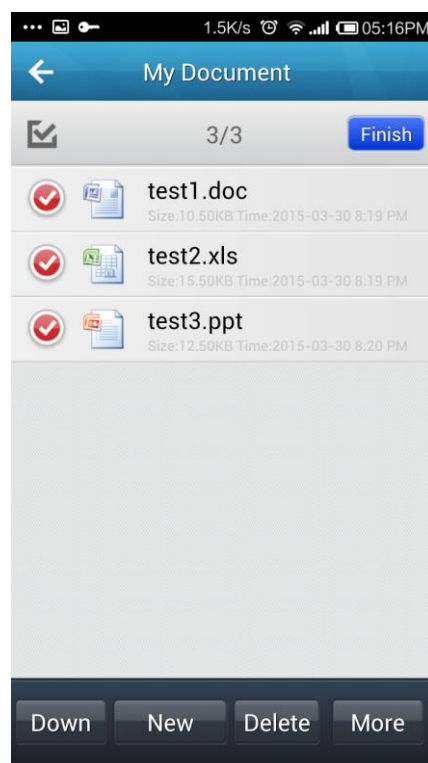 ... 1.5K/s 05:16PM
My Document
3/3 Finish
test1.doc
Size:10.50KB Time:2015-03-30 8:19 PM
test2.xls
Size:15.50KB Time:2015-03-30 8:19 PM
test3.ppt
Size:12.50KB Time:2015-03-30 8:20 PM
Down New Delete More